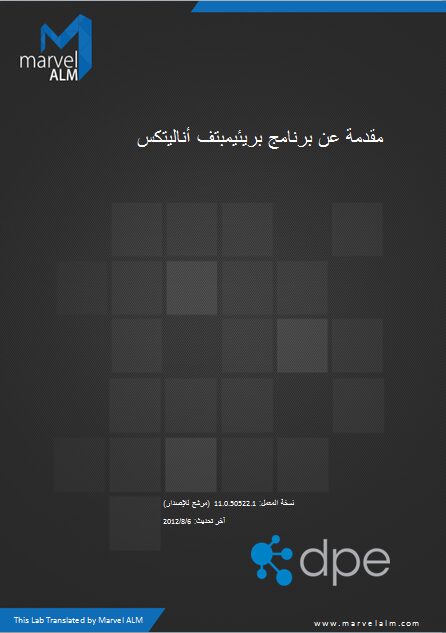 marvel
ALM
مقدمة عن برنامج بريئيمبتف أناليتكس
نسخة المعمل: 11.0.50522.1 (مرشح للإصدار)
آخر تحديث: 2012/8/6
dpe
This Lab Translated by Marvel ALM
www.marvelalm.com